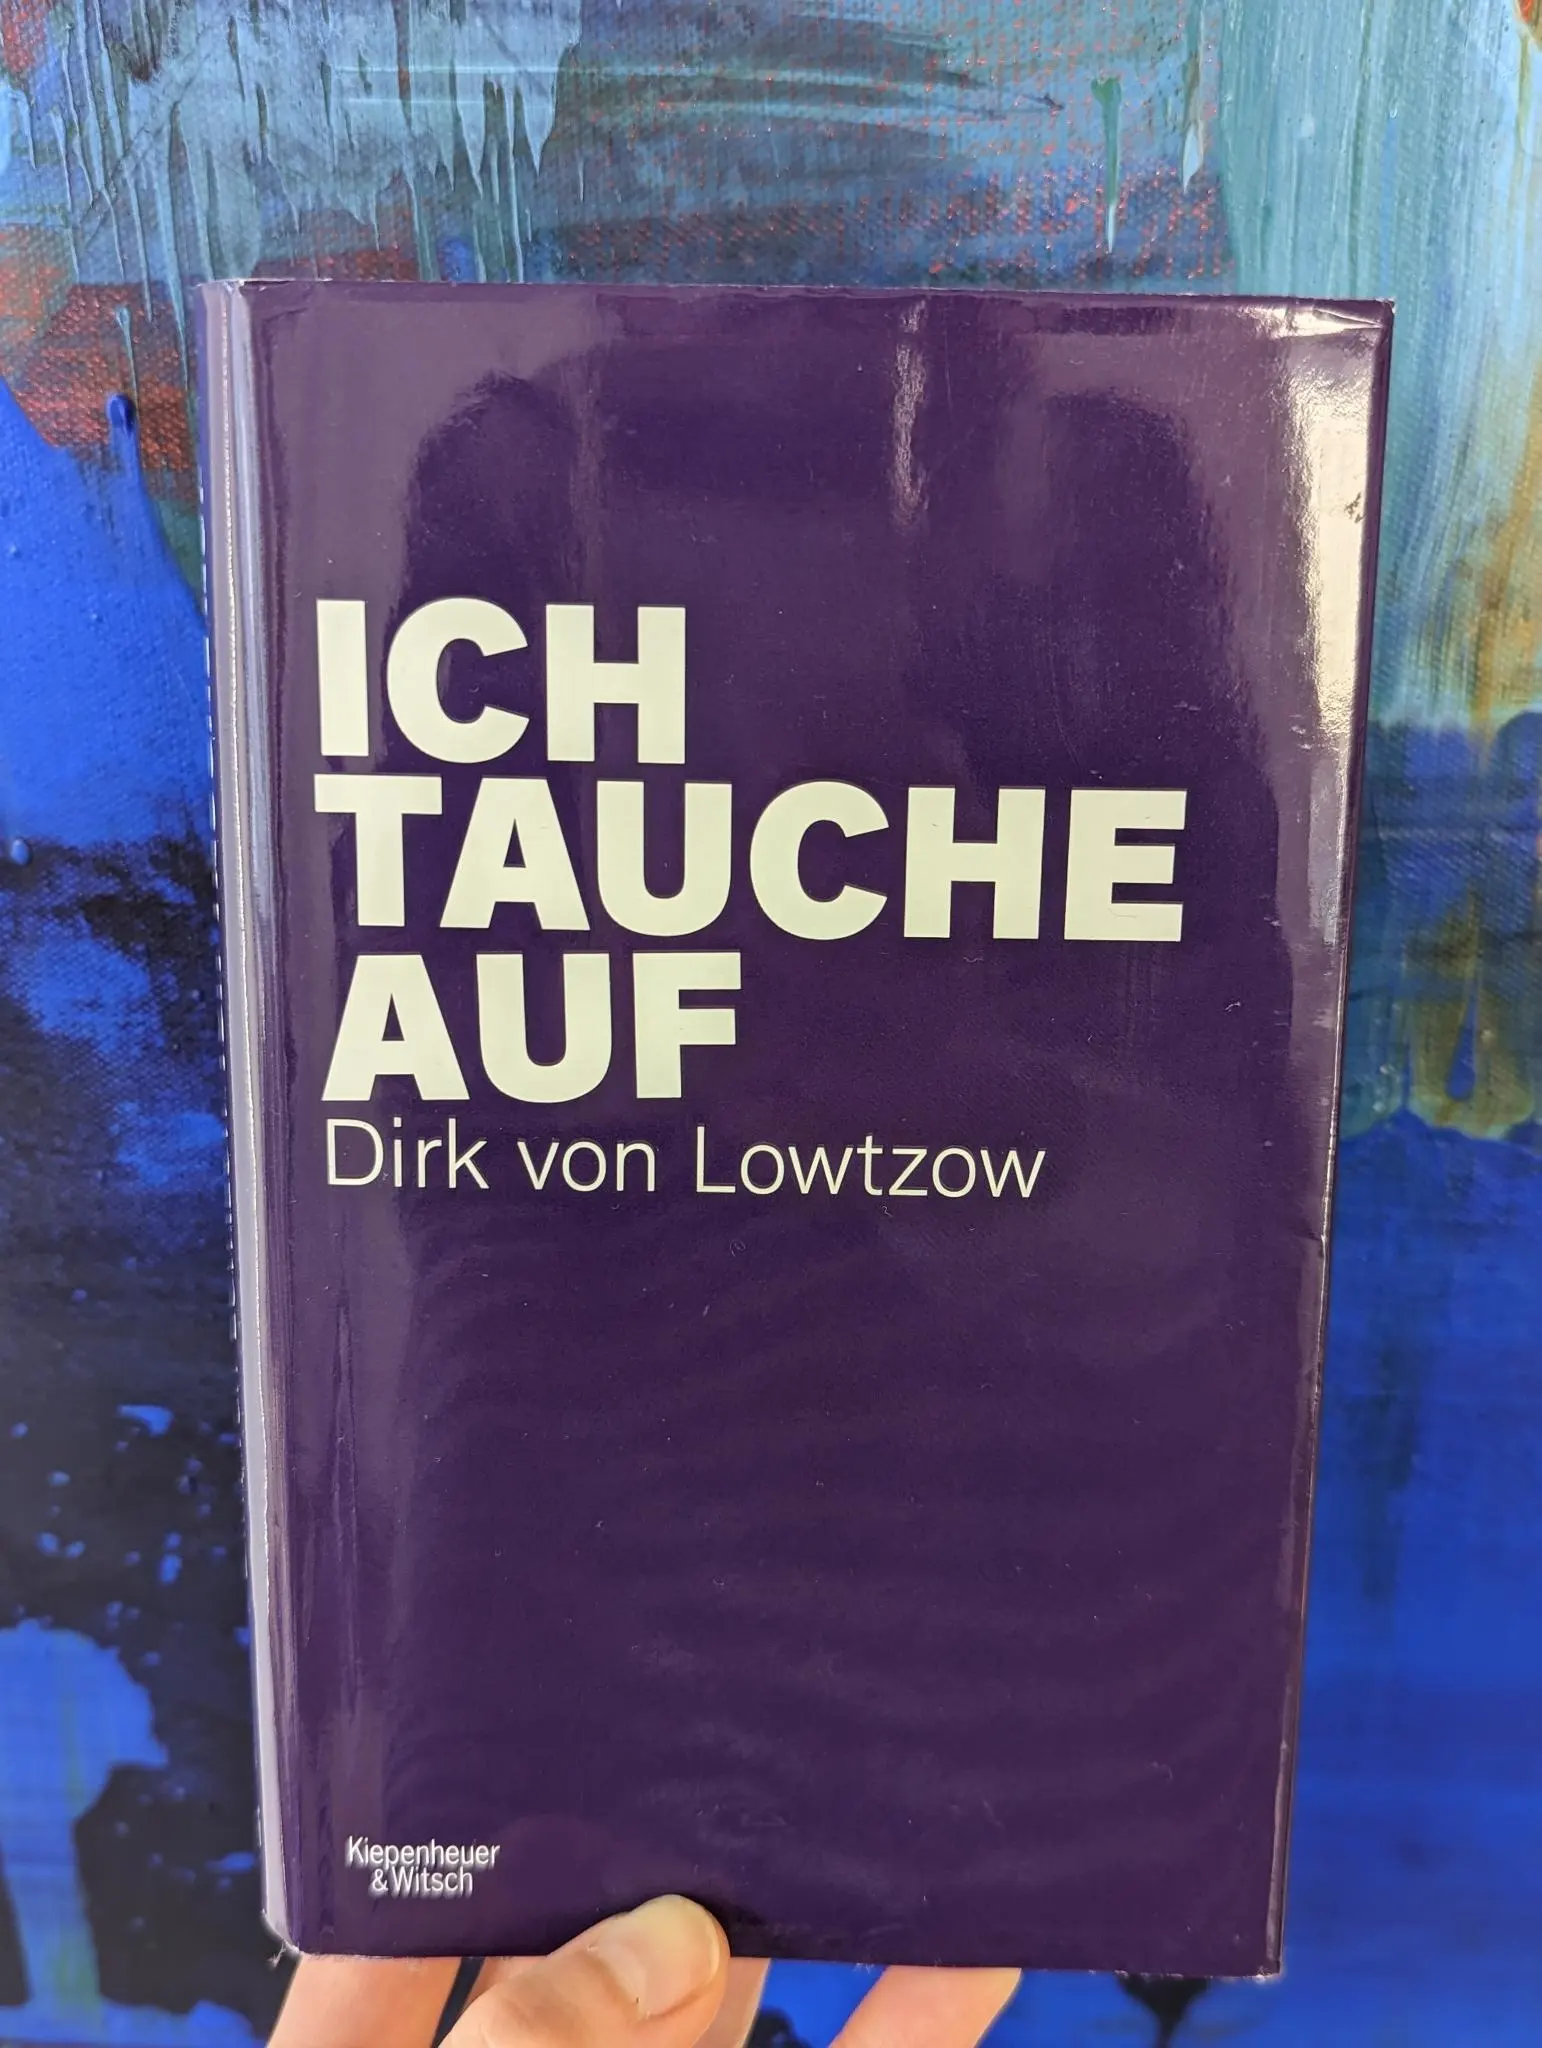 ICH
TAUCHE
AUF
Dirk von Lowtzow
Kiepenheuer
&Witsch